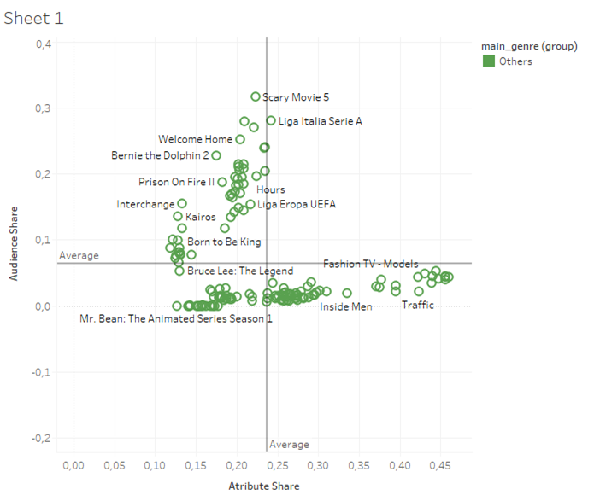 Sheet 1
main_genre (group)
Others
0,4
0,3
0,2
0,1
0,0
-0,1
-0,2
Audience Share
Scary Movie 5
Liga Italia Serie A
Welcome Home
Bernie the Dolphin 2
Prison On Fire II
Hours
Interchange
Liga Eropa UEFA
Kairos
Born to Be King
Average
Fashion TV - Models
Bruce Lee: The Legend
Inside Men
Traffic
Mr. Bean: The Animated Series Season 1
Average
0,00
0,05
0,10
0,15
0,20
0,25
0,30
0,35
0,40
0,45
Atribute Share